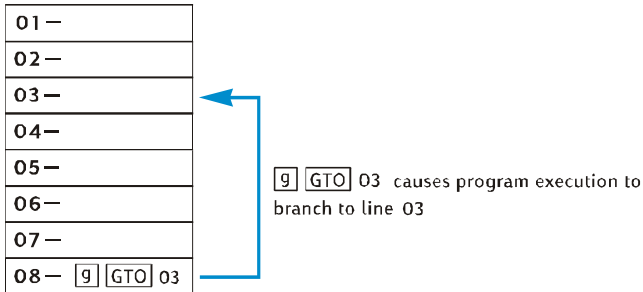 01—
02—
03—
04—
05—
06—
07—
08— g GTO 03
g GTO 03 causes program execution to
branch to line 03